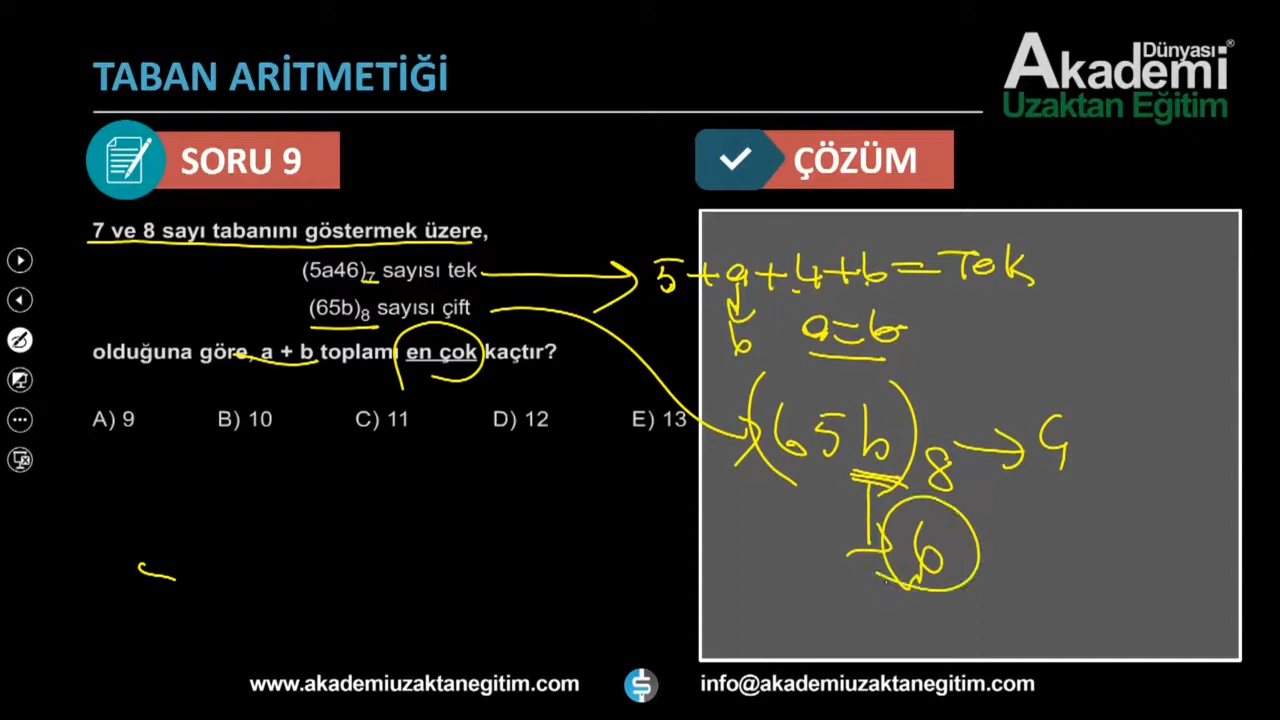 TABAN ARİTMETİĞİ
Akademi Dünyası®
Uzaktan Eğitim
SORU 9
ÇÖZÜM
7 ve 8 sayı tabanını göstermek üzere,
(5a46)₇ sayısı tek
(65b)₈ sayısı çift
olduğuna göre, a + b toplamı en çok kaçtır?
A) 9 B) 10 C) 11 D) 12 E) 13
5+a+4+6=Tek
6
a=6
(65b)₈→Ç
6
www.akademiuzaktanegitim.com
info@akademiuzaktanegitim.com